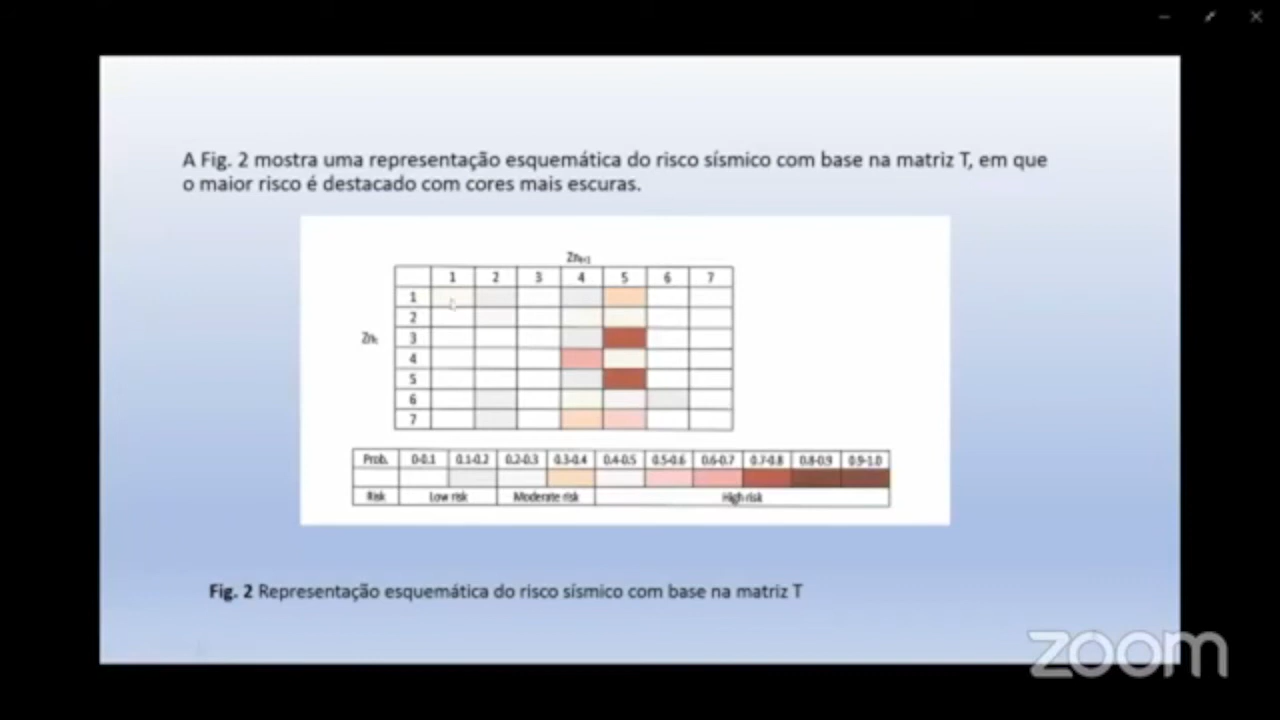 A Fig. 2 mostra uma representação esquemática do risco sísmico com base na matriz T, em que
o maior risco é destacado com cores mais escuras.
Znₖ₊₁
1 2 3 4 5 6 7
1
2
Znₖ 3
4
5
6
7
Prob. 0-0.1 0.1-0.2 0.2-0.3 0.3-0.4 0.4-0.5 0.5-0.6 0.6-0.7 0.7-0.8 0.8-0.9 0.9-1.0
Risk Low risk Moderate risk High risk
Fig. 2 Representação esquemática do risco sísmico com base na matriz T
zoom